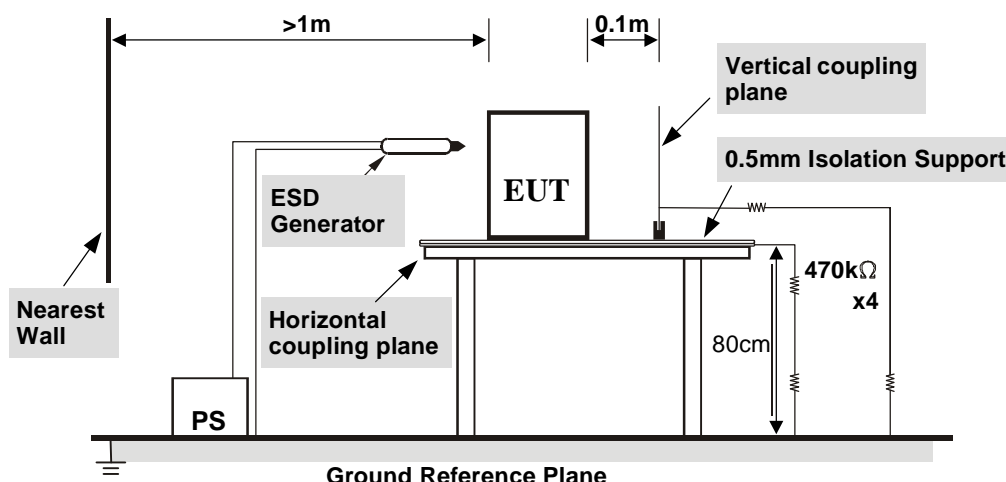 >1m
0.1m
Vertical coupling
plane
0.5mm Isolation Support
ESD
Generator
EUT
Nearest
Wall
Horizontal
coupling plane
470kΩ
x4
80cm
PS
Ground Reference Plane